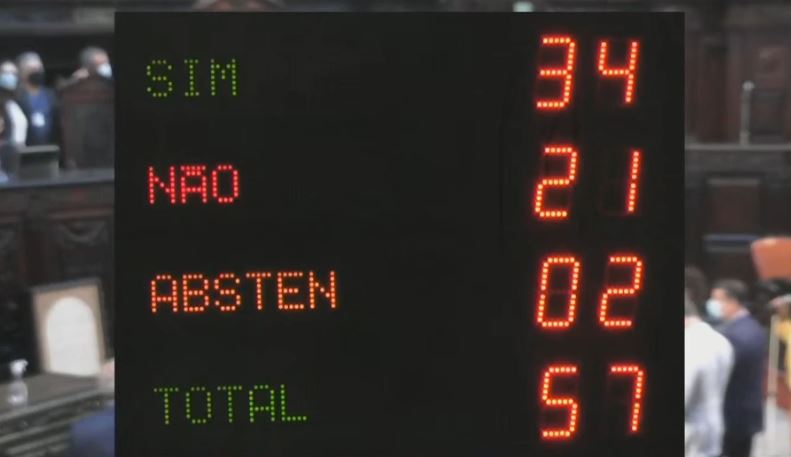 SIM 34
NÃO 21
ABSTEN 02
TOTAL 57